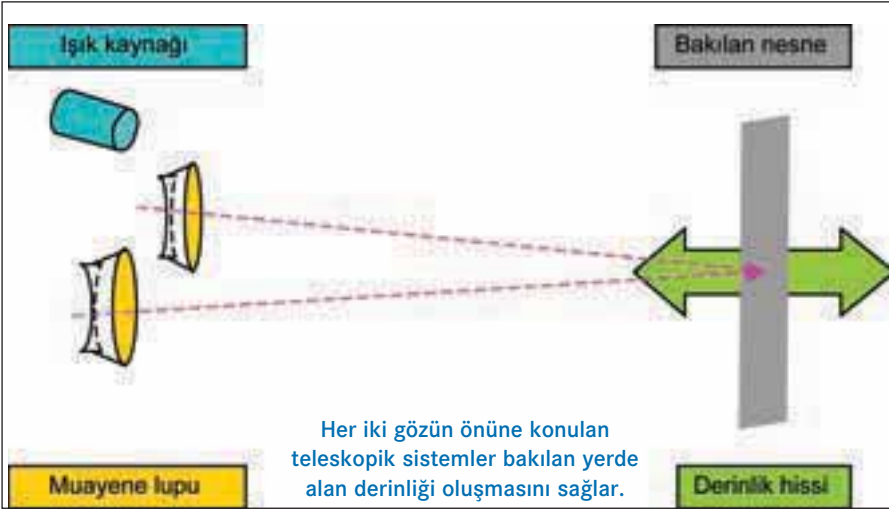 Işık kaynağı
Bakılan nesne
Her iki gözün önüne konulan
teleskopik sistemler bakılan yerde
alan derinliği oluşmasını sağlar.
Muayene lupu
Derinlik hissi